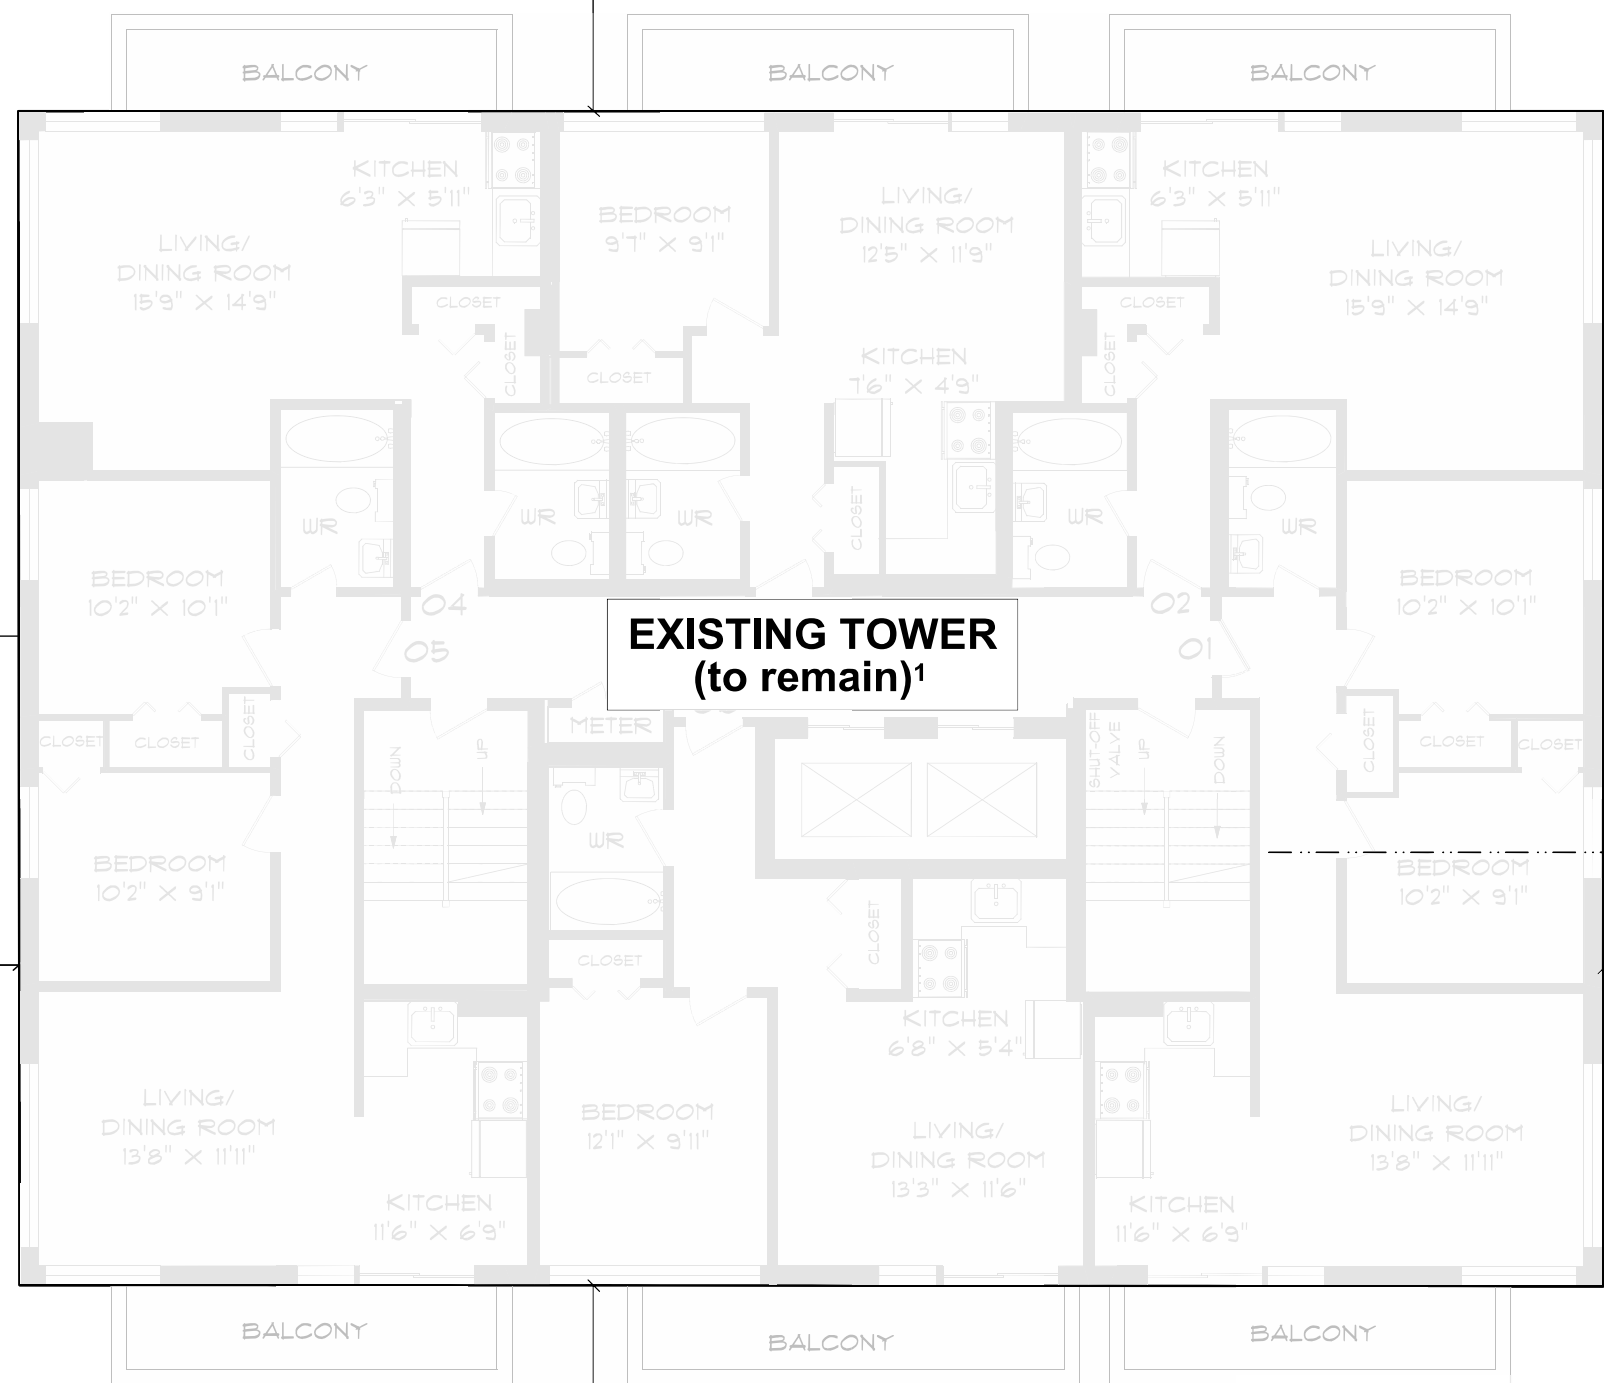 BALCONY
BALCONY
BALCONY
KITCHEN
6'3" X 5'11"
LIVING/
DINING ROOM
15'9" X 14'9"
CLOSET
CLOSET
BEDROOM
9'7" X 9'1"
CLOSET
LIVING/
DINING ROOM
12'5" X 11'9"
KITCHEN
7'6" X 4'9"
KITCHEN
6'3" X 5'11"
LIVING/
DINING ROOM
15'9" X 14'9"
CLOSET
CLOSET
WR
WR
WR
CLOSET
WR
WR
BEDROOM
10'2" X 10'1"
04
05
EXISTING TOWER
(to remain)1
02
01
BEDROOM
10'2" X 10'1"
CLOSET
CLOSET
CLOSET
DOWN
UP
METER
SHUT-OFF
VALVE
UP
DOWN
CLOSET
CLOSET
CLOSET
BEDROOM
10'2" X 9'1"
WR
CLOSET
CLOSET
BEDROOM
10'2" X 9'1"
KITCHEN
6'8" X 5'4"
LIVING/
DINING ROOM
13'8" X 11'11"
KITCHEN
11'6" X 6'9"
BEDROOM
12'1" X 9'11"
LIVING/
DINING ROOM
13'3" X 11'6"
KITCHEN
11'6" X 6'9"
LIVING/
DINING ROOM
13'8" X 11'11"
BALCONY
BALCONY
BALCONY